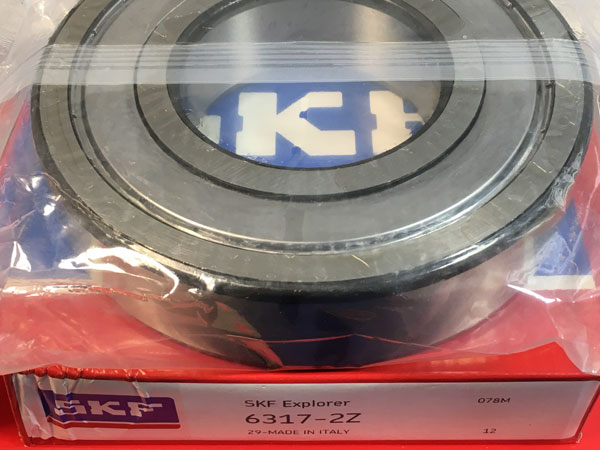 SKF
SKF
SKF Explorer
078M
6317-2Z
29-MADE IN ITALY
12